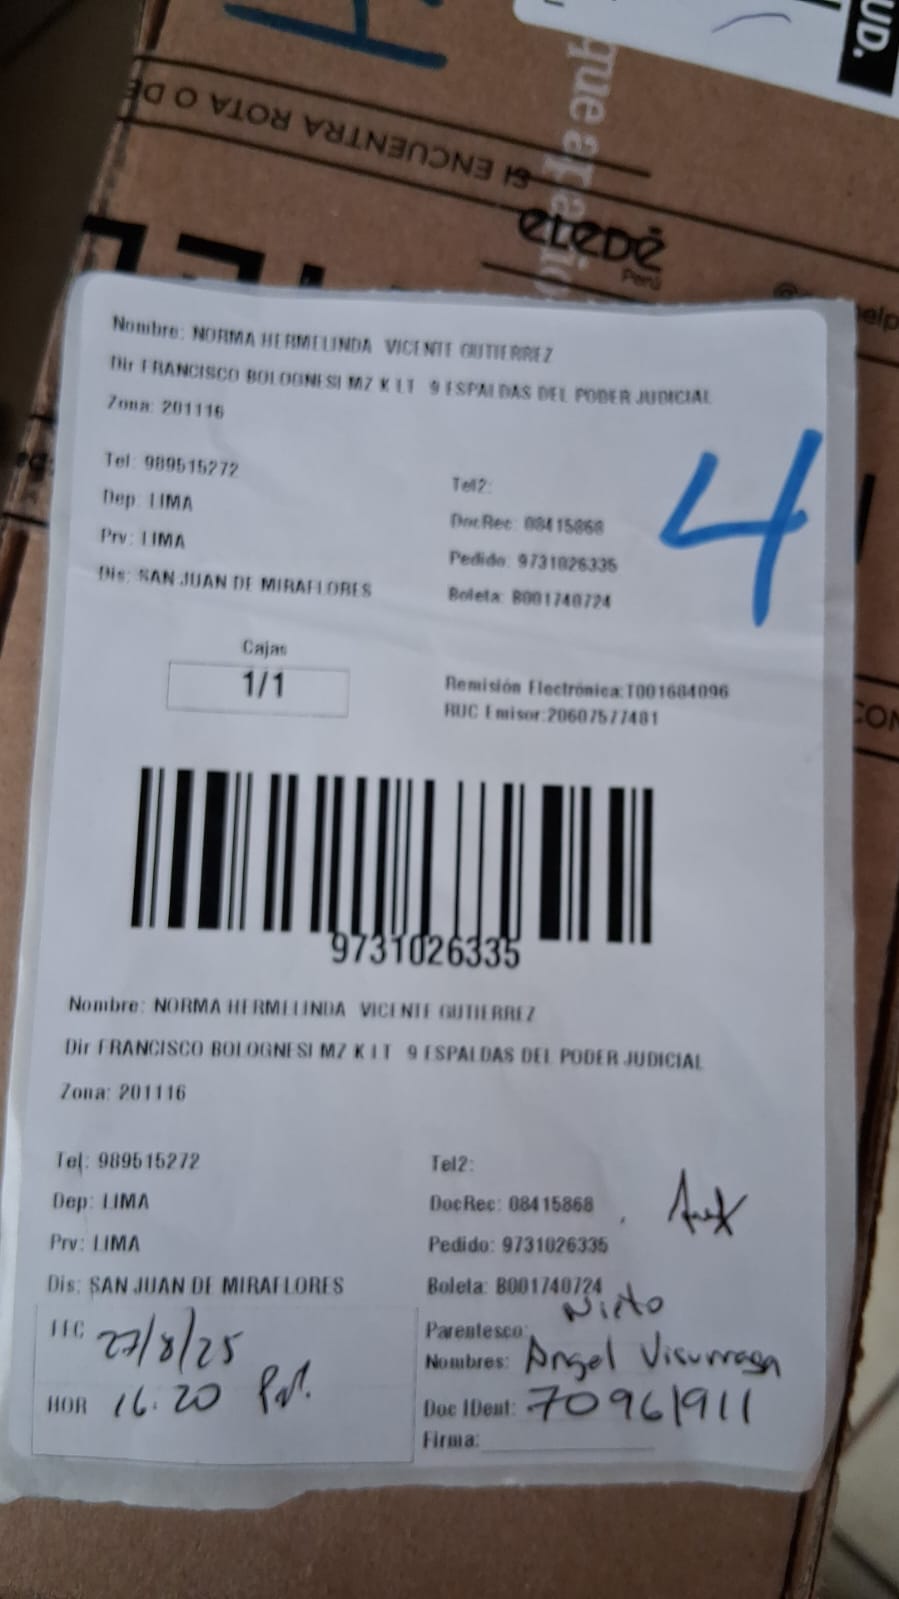 UD.
que apa
SI ENCUENTRA ROTA O DE
eledé
Perú
elp
Nombre: NORMA HERMELINDA VICENTE GUTIERREZ
Dir FRANCISCO BOLOGNESI MZ K LT 9 ESPALDAS DEL PODER JUDICIAL
Zona: 201116
Tel: 989515272
Tel2:
Dep: LIMA
DocRec: 08415868
Prv: LIMA
Pedido: 9731026335
Dis: SAN JUAN DE MIRAFLORES
Boleta: B001740724
4
Cajas
1/1
Remisión Electrónica:T001684096
RUC Emisor:20607577481
CON
9731026335
Nombre: NORMA HERMELINDA VICENTE GUTIERREZ
Dir FRANCISCO BOLOGNESI MZ K LT 9 ESPALDAS DEL PODER JUDICIAL
Zona: 201116
Tel: 989515272
Tel2:
Dep: LIMA
DocRec: 08415868
Prv: LIMA
Pedido: 9731026335
Dis: SAN JUAN DE MIRAFLORES
Boleta: B001740724
FEC 27/8/25
Parentesco: Nieto
Nombres: Angel Visurraga
HOR 16:20 P.M.
Doc IDent: 70961911
Firma: